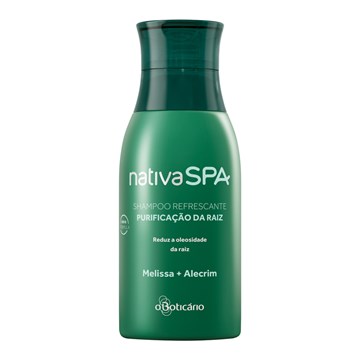 nativaSPA
SHAMPOO REFRESCANTE
PURIFICAÇÃO DA RAIZ
Reduz a oleosidade
da raiz
Melissa + Alecrim
oBoticário